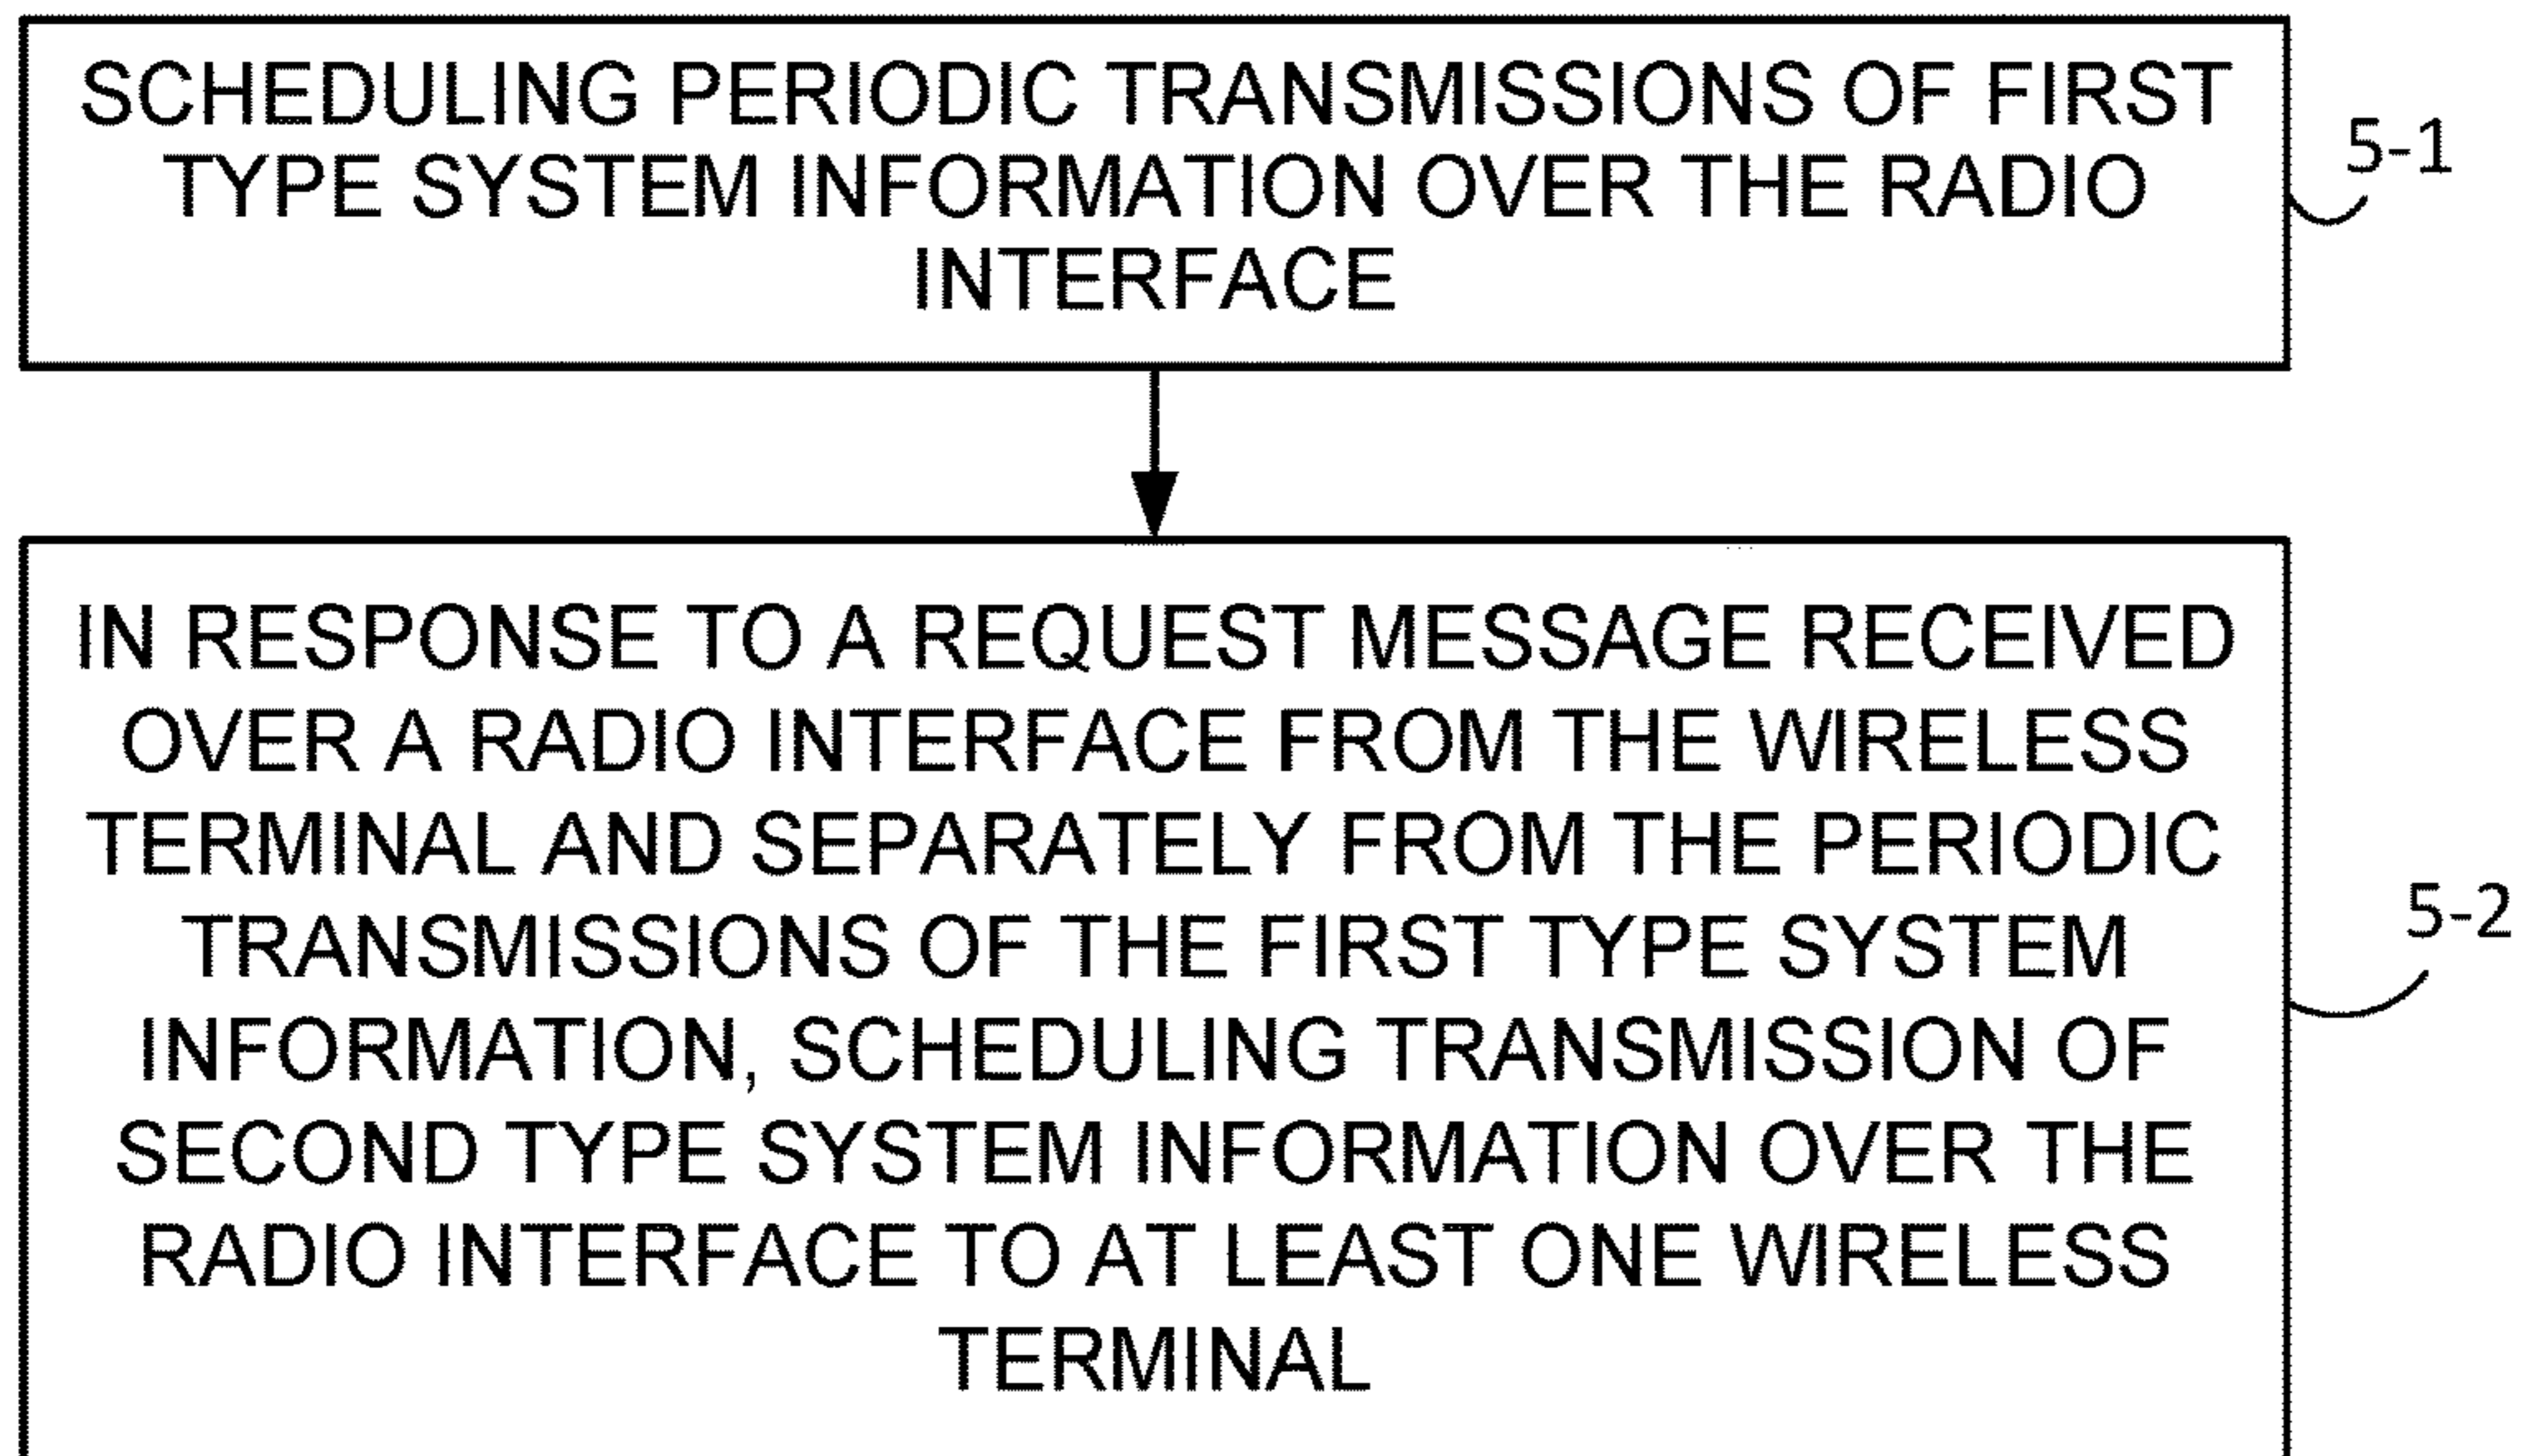 SCHEDULING PERIODIC TRANSMISSIONS OF FIRST
TYPE SYSTEM INFORMATION OVER THE RADIO
INTERFACE
5-1
IN RESPONSE TO A REQUEST MESSAGE RECEIVED
OVER A RADIO INTERFACE FROM THE WIRELESS
TERMINAL AND SEPARATELY FROM THE PERIODIC
TRANSMISSIONS OF THE FIRST TYPE SYSTEM
INFORMATION, SCHEDULING TRANSMISSION OF
SECOND TYPE SYSTEM INFORMATION OVER THE
RADIO INTERFACE TO AT LEAST ONE WIRELESS
TERMINAL
5-2